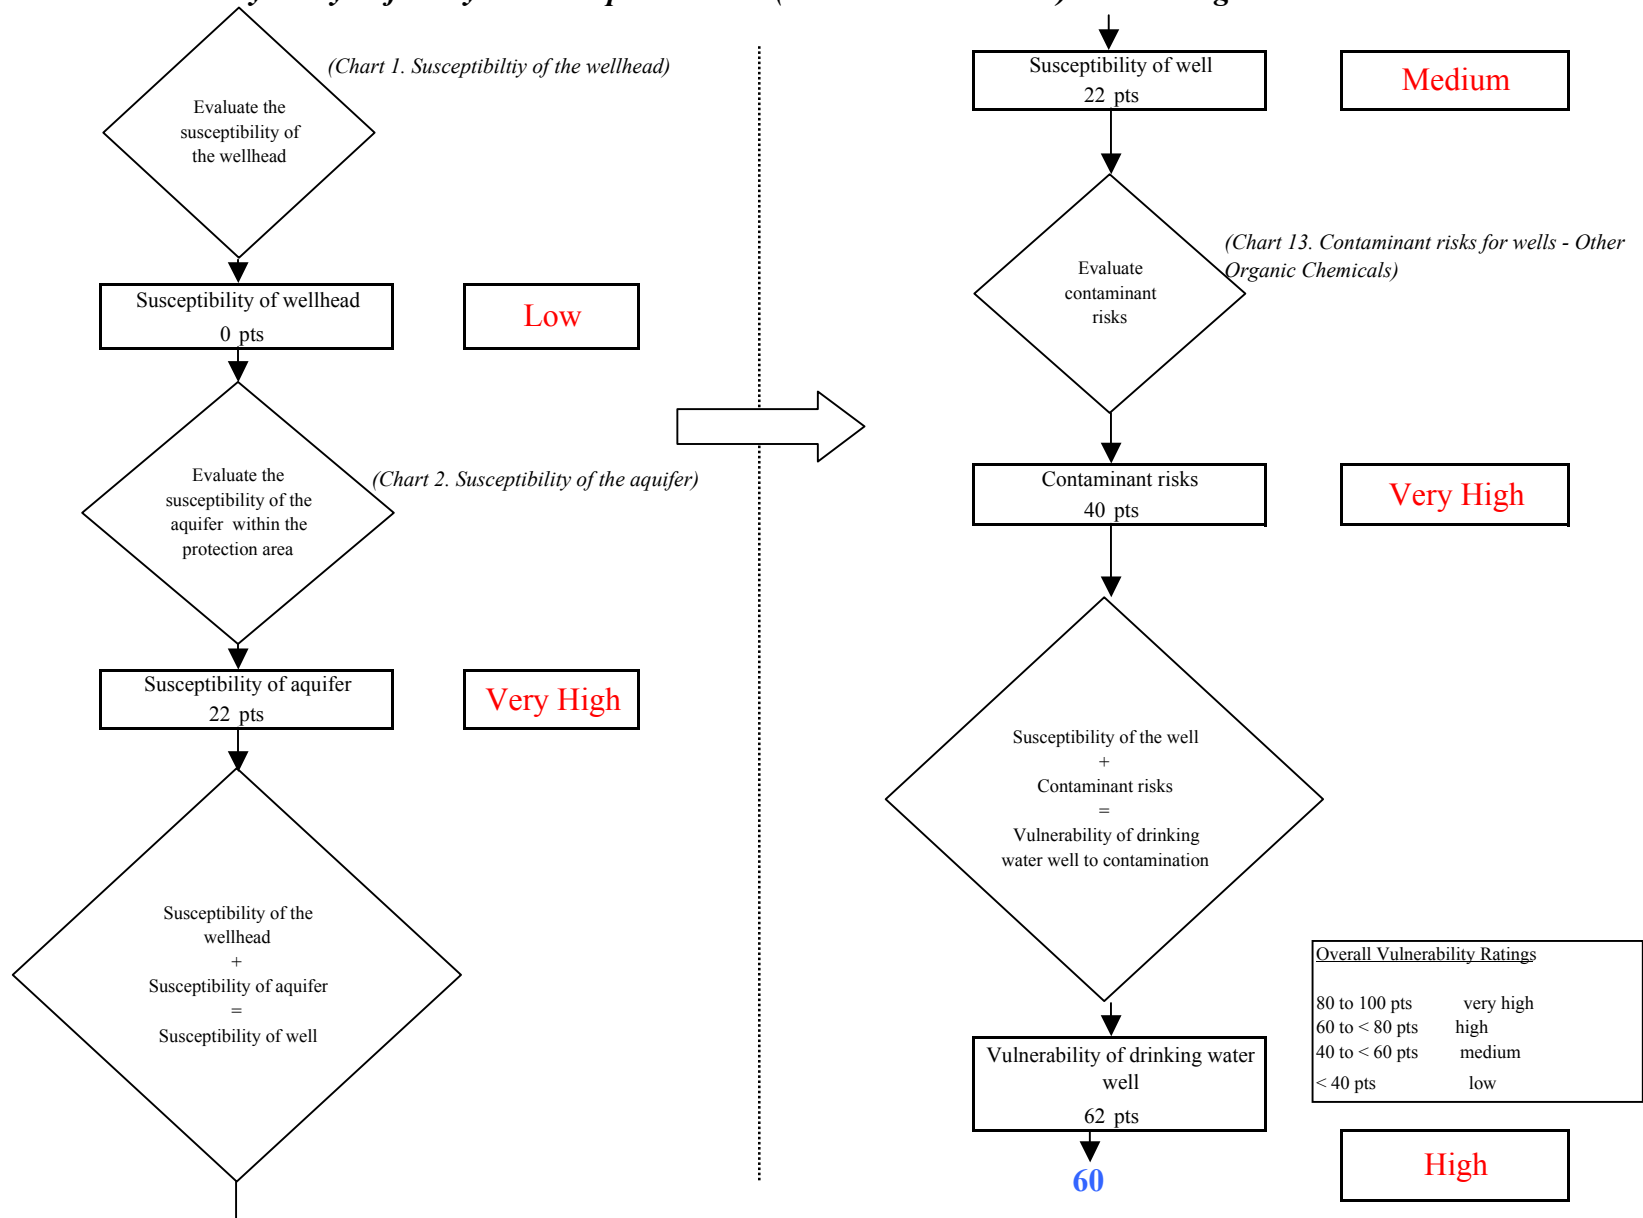 (Chart 1. Susceptibiltiy of the wellhead)
Evaluate the
susceptibility of
the wellhead
Susceptibility of wellhead
0 pts
Low
Evaluate the
susceptibility of the
aquifer within the
protection area
(Chart 2. Susceptibility of the aquifer)
Susceptibility of aquifer
22 pts
Very High
Susceptibility of the
wellhead
+
Susceptibility of aquifer
=
Susceptibility of well
Susceptibility of well
22 pts
Medium
(Chart 13. Contaminant risks for wells - Other
Organic Chemicals)
Evaluate
contaminant
risks
Contaminant risks
40 pts
Very High
Susceptibility of the well
+
Contaminant risks
=
Vulnerability of drinking
water well to contamination
Overall Vulnerability Ratings
80 to 100 pts very high
60 to < 80 pts high
40 to < 60 pts medium
< 40 pts low
Vulnerability of drinking water
well
62 pts
60
High